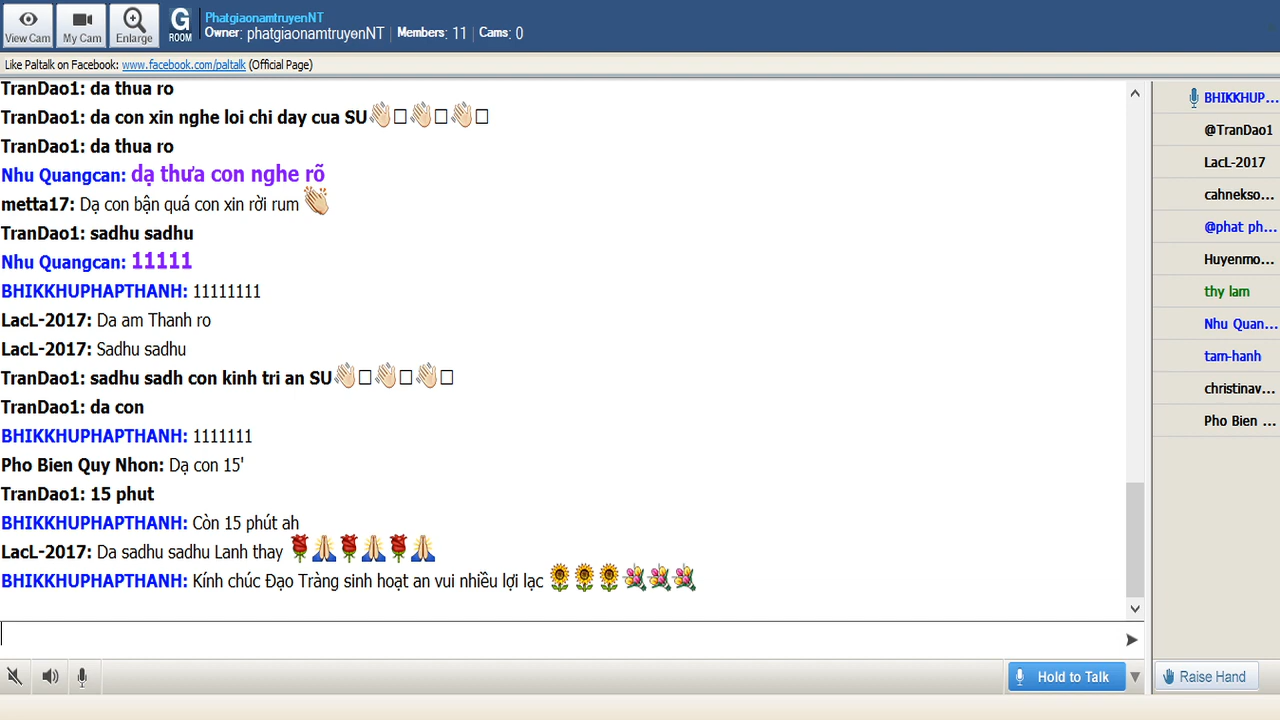 View Cam
My Cam
Enlarge
G
ROOM
PhatgiaonamtruyenNT
Owner: phatgiaonamtruyenNT | Members: 11 | Cams: 0
Like Paltalk on Facebook: www.facebook.com/paltalk (Official Page)
TranDao1: da thua ro
TranDao1: da con xin nghe loi chi day cua SU👏🏻👏🏻👏🏻
TranDao1: da thua ro
Nhu Quangcan: dạ thưa con nghe rõ
metta17: Dạ con bận quá con xin rời rum 👏
TranDao1: sadhu sadhu
Nhu Quangcan: 11111
BHIKKHUPHAPTHANH: 11111111
LacL-2017: Da am Thanh ro
LacL-2017: Sadhu sadhu
TranDao1: sadhu sadh con kinh tri an SU👏🏻👏🏻👏🏻
TranDao1: da con
BHIKKHUPHAPTHANH: 1111111
Pho Bien Quy Nhon: Dạ con 15'
TranDao1: 15 phut
BHIKKHUPHAPTHANH: Còn 15 phút ah
LacL-2017: Da sadhu sadhu Lanh thay 🌹🙏🌹🙏🌹🙏
BHIKKHUPHAPTHANH: Kính chúc Đạo Tràng sinh hoạt an vui nhiều lợi lạc 🌻🌻🌻💐💐💐
BHIKKHUP...
@TranDao1
LacL-2017
cahnekso...
@phat ph...
Huyenmo...
thy lam
Nhu Quan...
tam-hanh
christinav...
Pho Bien ...
Hold to Talk
Raise Hand